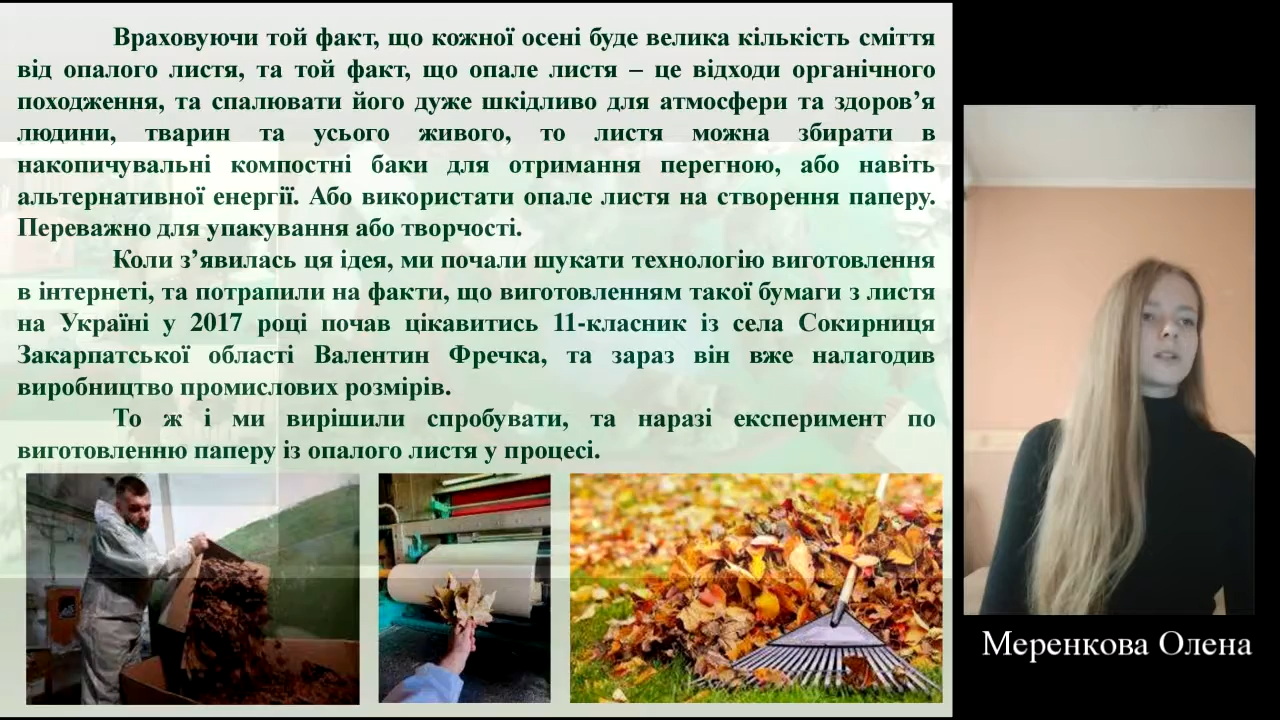 Враховуючи той факт, що кожної осені буде велика кількість сміття
від опалого листя, та той факт, що опале листя – це відходи органічного
походження, та спалювати його дуже шкідливо для атмосфери та здоров’я
людини, тварин та усього живого, то листя можна збирати в
накопичувальні компостні баки для отримання перегною, або навіть
альтернативної енергії. Або використати опале листя на створення паперу.
Переважно для упакування або творчості.
Коли з’явилась ця ідея, ми почали шукати технологію виготовлення
в інтернеті, та потрапили на факти, що виготовленням такої бумаги з листя
на Україні у 2017 році почав цікавитись 11-класник із села Сокирниця
Закарпатської області Валентин Фречка, та зараз він вже налагодив
виробництво промислових розмірів.
То ж і ми вирішили спробувати, та наразі експеримент по
виготовленню паперу із опалого листя у процесі.
Меренкова Олена